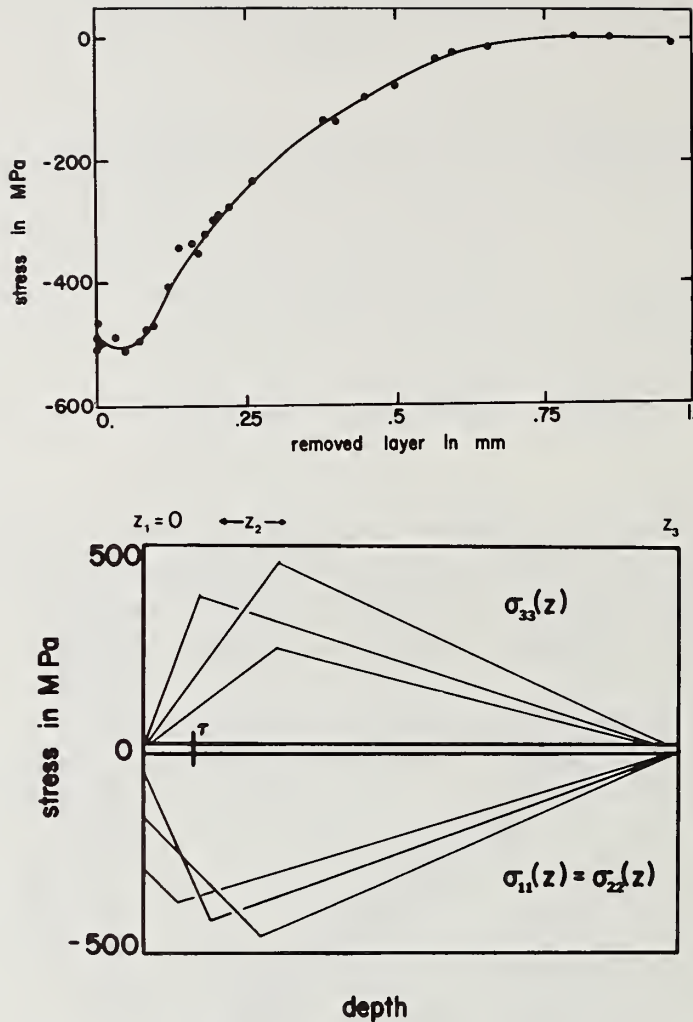 0
-200
-400
-600
stress in MPa
0. .25 .5 .75 1.
removed layer in mm
z₁ = 0 ←z₂→ z₃
500
0
-500
stress in MPa
σ₃₃(z)
τ
σ₁₁(z) = σ₂₂(z)
depth